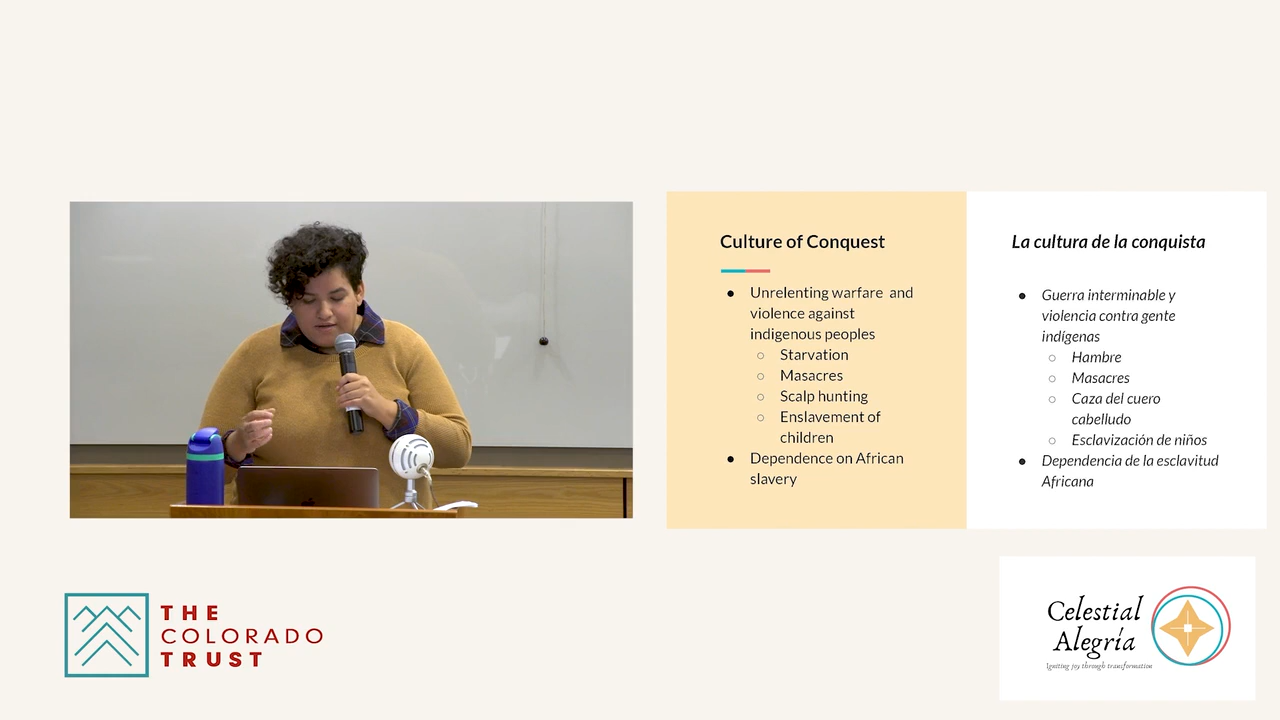 Culture of Conquest
● Unrelenting warfare and
violence against
indigenous peoples
○ Starvation
○ Masacres
○ Scalp hunting
○ Enslavement of
children
● Dependence on African
slavery
La cultura de la conquista
● Guerra interminable y
violencia contra gente
indígenas
○ Hambre
○ Masacres
○ Caza del cuero
cabelludo
○ Esclavización de niños
● Dependencia de la esclavitud
Africana
THE
COLORADO
TRUST
Celestial
Alegría
Igniting joy through transformation